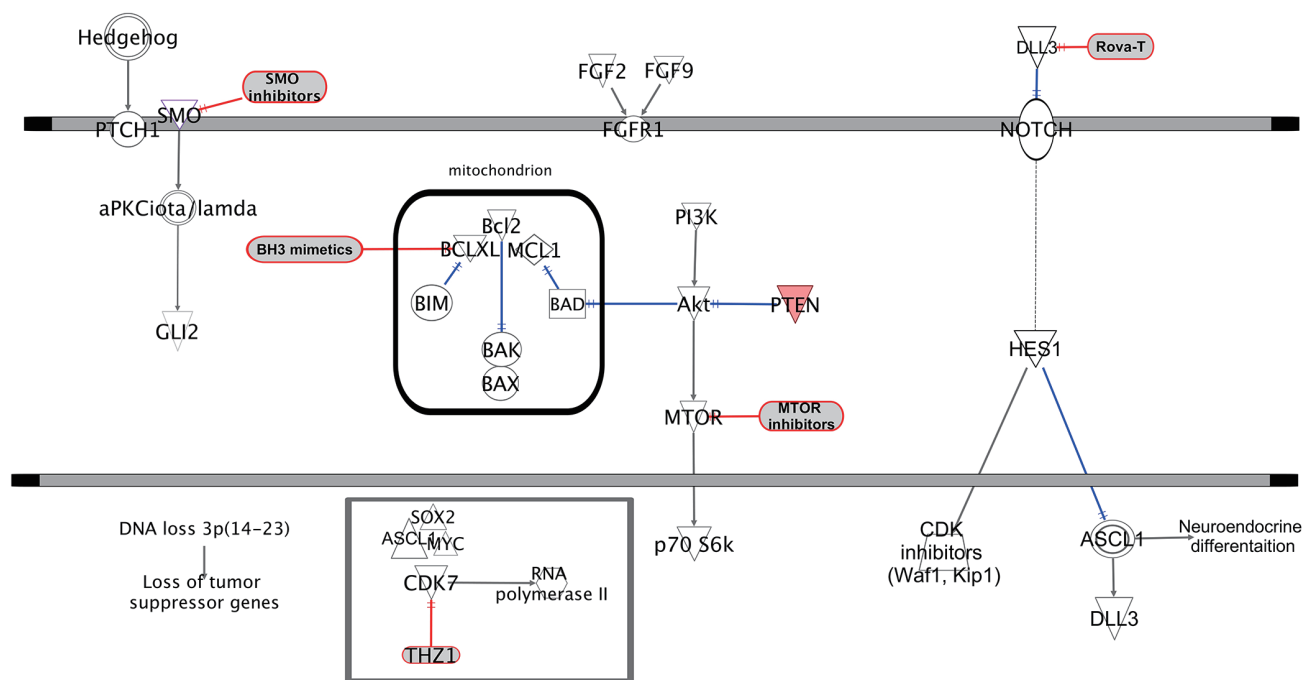 Hedgehog
SMO
inhibitors
PTCH1
SMO
FGF2
FGF9
FGFR1
DLL3
Rova-T
NOTCH
aPKCiota/lamda
GLI2
mitochondrion
Bcl2
BCLXL
MCL1
BH3 mimetics
BIM
BAD
BAK
BAX
PI3K
Akt
PTEN
MTOR
MTOR
inhibitors
HES1
DNA loss 3p(14-23)
Loss of tumor
suppressor genes
SOX2
ASCL1
MYC
CDK7
RNA
polymerase II
THZ1
p70 S6k
CDK
inhibitors
(Waf1, Kip1)
ASCL1
Neuroendocrine
differentaition
DLL3